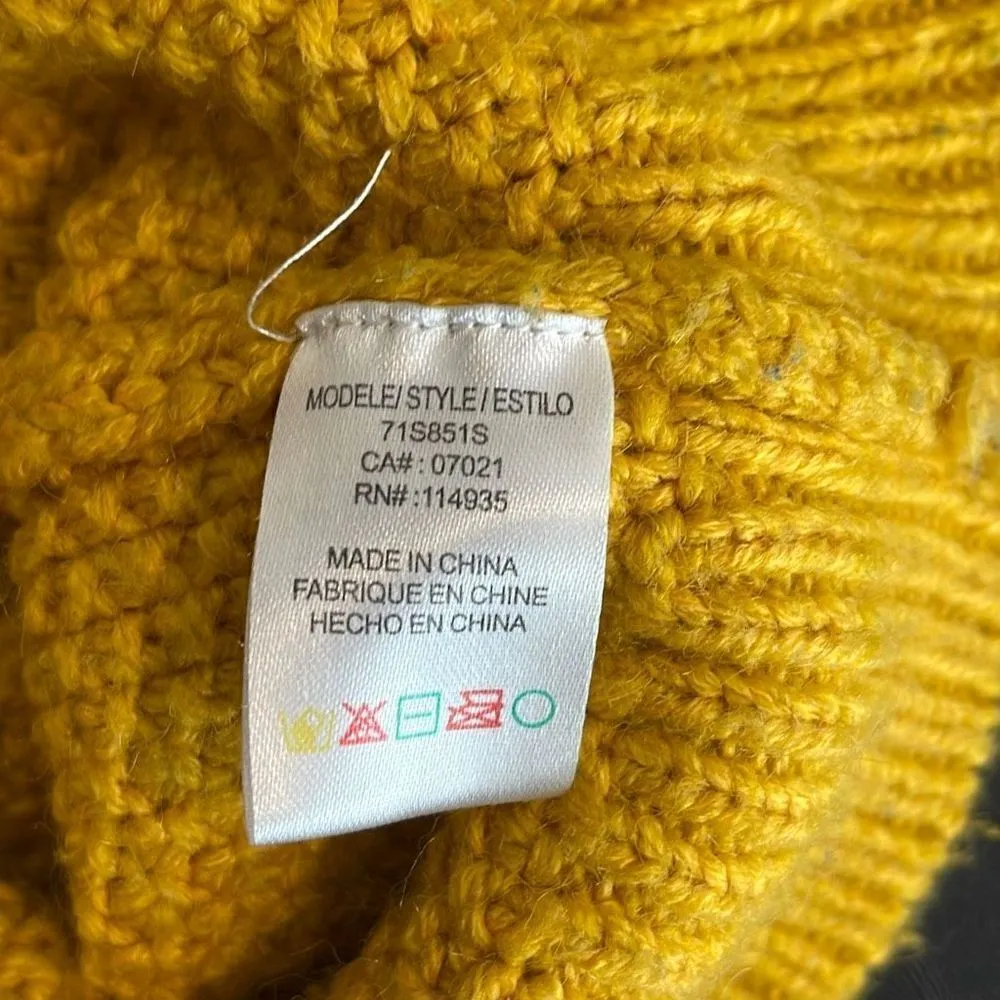 MODELE/ STYLE / ESTILO
71S851S
CA# : 07021
RN# : 114935
MADE IN CHINA
FABRIQUE EN CHINE
HECHO EN CHINA